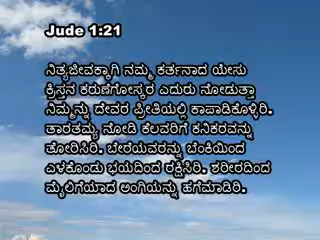 Jude 1:21
ನಿತ್ಯಜೀವಕ್ಕಾಗಿ ನಮ್ಮ ಕರ್ತನಾದ ಯೇಸು
ಕ್ರಿಸ್ತನ ಕರುಣೆಗೋಸ್ಕರ ಎದುರು ನೋಡುತ್ತಾ
ನಿಮ್ಮನ್ನು ದೇವರ ಪ್ರೀತಿಯಲ್ಲಿ ಕಾಪಾಡಿಕೊಳ್ಳಿರಿ.
ತಾರತಮ್ಯ ನೋಡಿ ಕೆಲವರಿಗೆ ಕನಿಕರವನ್ನು
ತೋರಿಸಿರಿ. ಬೇರೆಯವರನ್ನು ಬೆಂಕಿಯಿಂದ
ಎಳಕೊಂಡು ಭಯದಿಂದ ರಕ್ಷಿಸಿರಿ. ಶರೀರದಿಂದ
ಮೈಲಿಗೆಯಾದ ಅಂಗಿಯನ್ನು ಹಗೆಮಾಡಿರಿ.